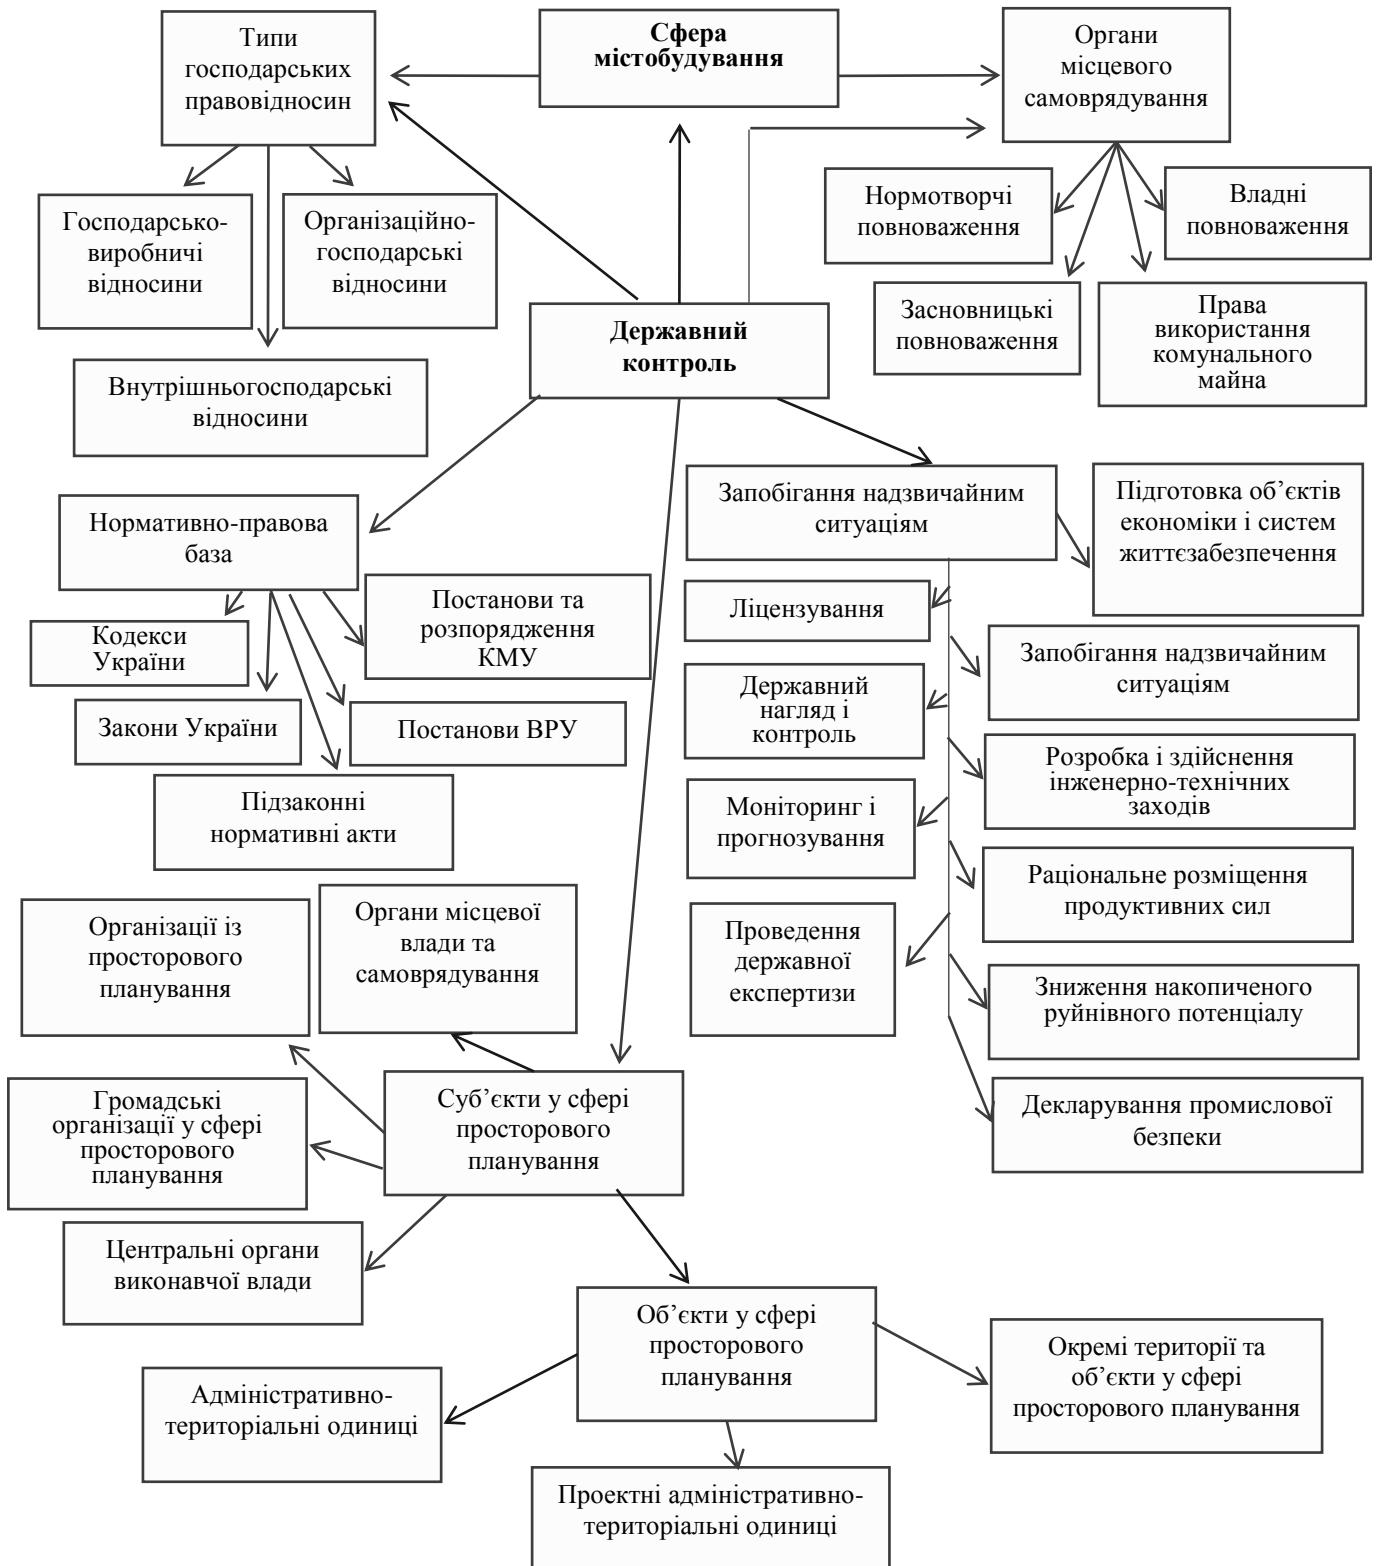 Типи
господарських
правовідносин
Сфера
містобудування
Органи
місцевого
самоврядування
Господарсько-
виробничі
відносини
Організаційно-
господарські
відносини
Нормотворчі
повноваження
Владні
повноваження
Засновницькі
повноваження
Права
використання
комунального
майна
Державний
контроль
Внутрішньогосподарські
відносини
Запобігання надзвичайним
ситуаціям
Підготовка об’єктів
економіки і систем
життєзабезпечення
Нормативно-правова
база
Постанови та
розпорядження
КМУ
Кодекси
України
Закони України
Постанови ВРУ
Підзаконні
нормативні акти
Ліцензування
Запобігання надзвичайним
ситуаціям
Державний
нагляд і
контроль
Розробка і здійснення
інженерно-технічних
заходів
Моніторинг і
прогнозування
Раціональне розміщення
продуктивних сил
Проведення
державної
експертизи
Зниження накопиченого
руйнівного потенціалу
Декларування промислової
безпеки
Організації із
просторового
планування
Органи місцевої
влади та
самоврядування
Громадські
організації у сфері
просторового
планування
Суб’єкти у сфері
просторового
планування
Центральні органи
виконавчої влади
Об’єкти у сфері
просторового
планування
Окремі території та
об’єкти у сфері
просторового планування
Адміністративно-
територіальні одиниці
Проектні адміністративно-
територіальні одиниці